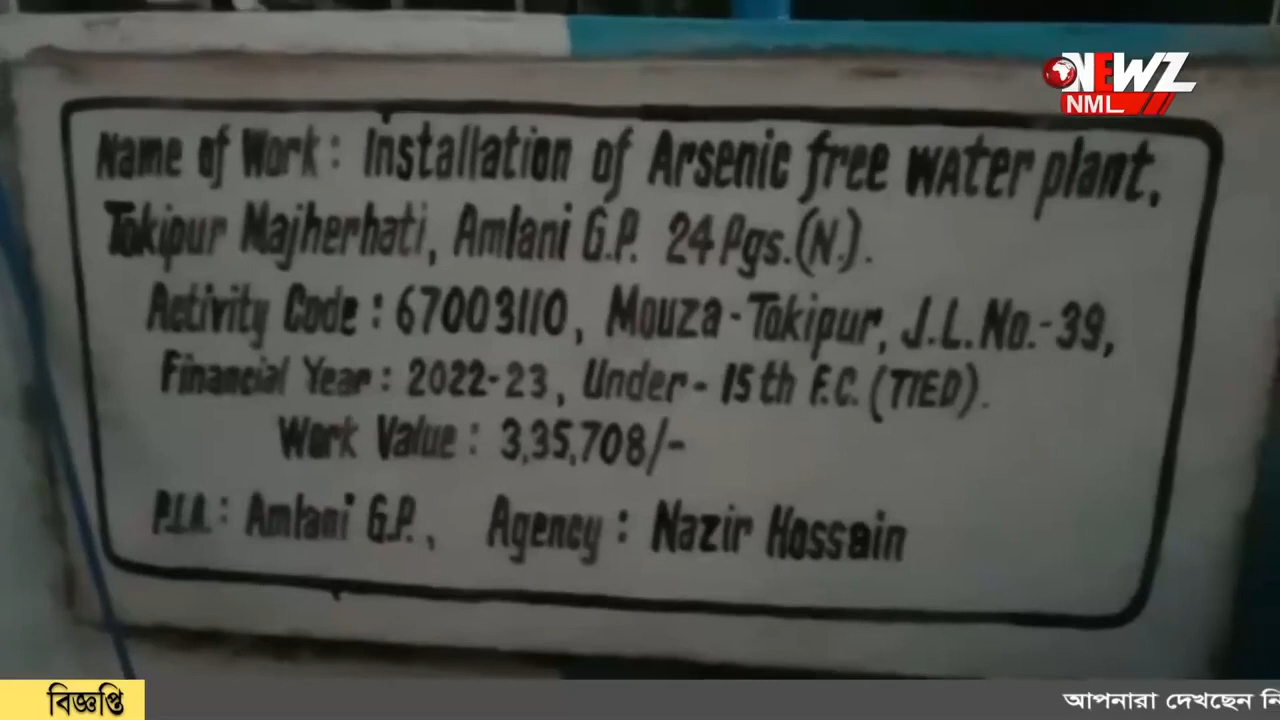 NEWZ
NML
Name of Work: Installation of Arsenic free WAter plant.
Tokipur Majherhati, Amlani G.P. 24 Pgs.(N.).
Activity Code : 67003110, Mouza-Tokipur, J.L.No.-39,
Financial Year : 2022-23, Under- 15th F.C. (TIED).
Work Value : 3,35,708/-
P.I.A. : Amlani G.P., Agency : Nazir Hossain
বিজ্ঞপ্তি
আপনারা দেখছেন